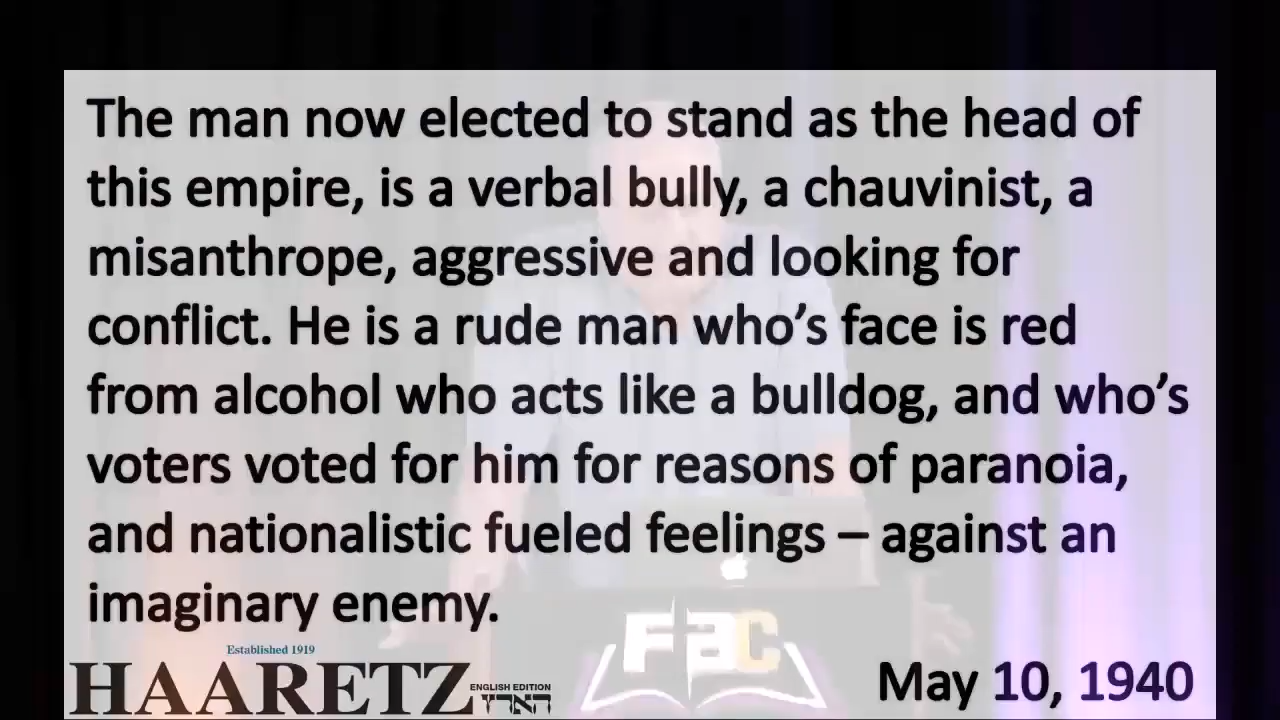 The man now elected to stand as the head of
this empire, is a verbal bully, a chauvinist, a
misanthrope, aggressive and looking for
conflict. He is a rude man who’s face is red
from alcohol who acts like a bulldog, and who’s
voters voted for him for reasons of paranoia,
and nationalistic fueled feelings – against an
imaginary enemy.
Established 1919
HAARETZ
ENGLISH EDITION
הארץ
FBC
May 10, 1940